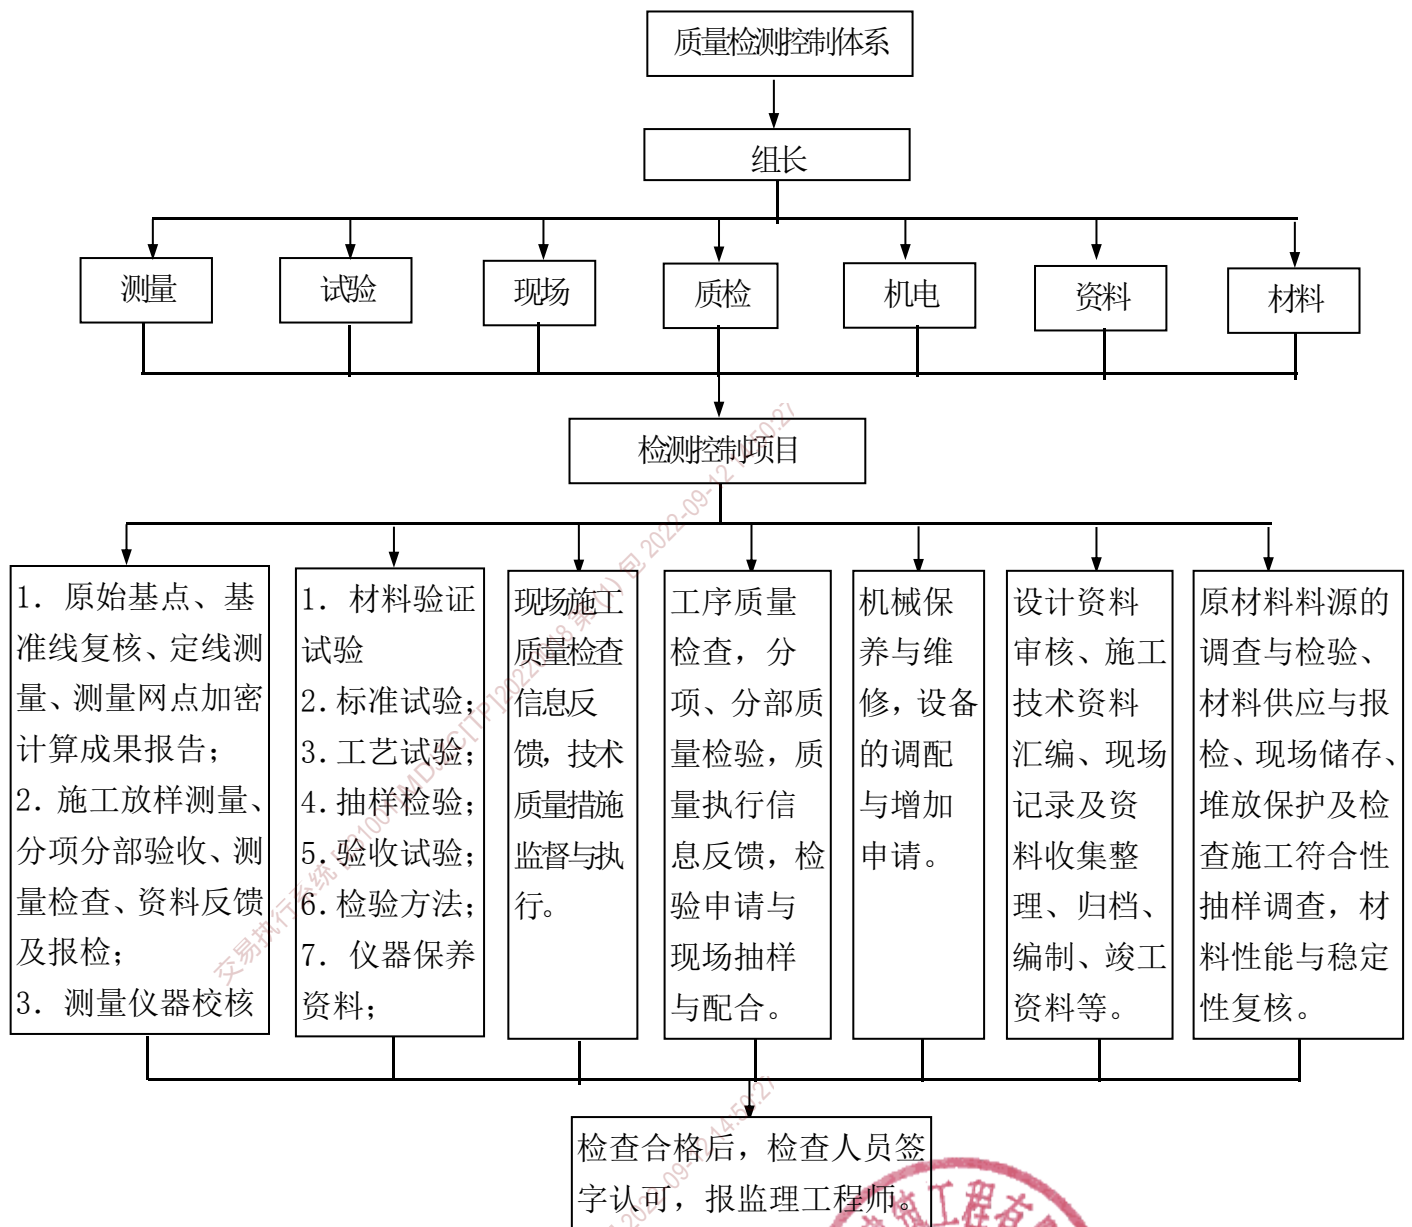 质量检测控制体系
组长
测量
试验
现场
质检
机电
资料
材料
检测控制项目
1. 原始基点、基
准线复核、定线测
量、测量网点加密
计算成果报告；
2. 施工放样测量、
分项分部验收、测
量检查、资料反馈
及报检；
3. 测量仪器校核
1. 材料验证
试验
2.标准试验；
3.工艺试验；
4.抽样检验；
5.验收试验；
6.检验方法；
7. 仪器保养
资料；
现场施工
质量检查
信息反
馈，技术
质量措施
监督与执
行。
工序质量
检查，分
项、分部质
量检验，质
量执行信
息反馈，检
验申请与
现场抽样
与配合。
机械保
养与维
修，设备
的调配
与增加
申请。
设计资料
审核、施工
技术资料
汇编、现场
记录及资
料收集整
理、归档、
编制、竣工
资料等。
原材料料源的
调查与检验、
材料供应与报
检、现场储存、
堆放保护及检
查施工符合性
抽样调查，材
料性能与稳定
性复核。
检查合格后，检查人员签
字认可，报监理工程师。